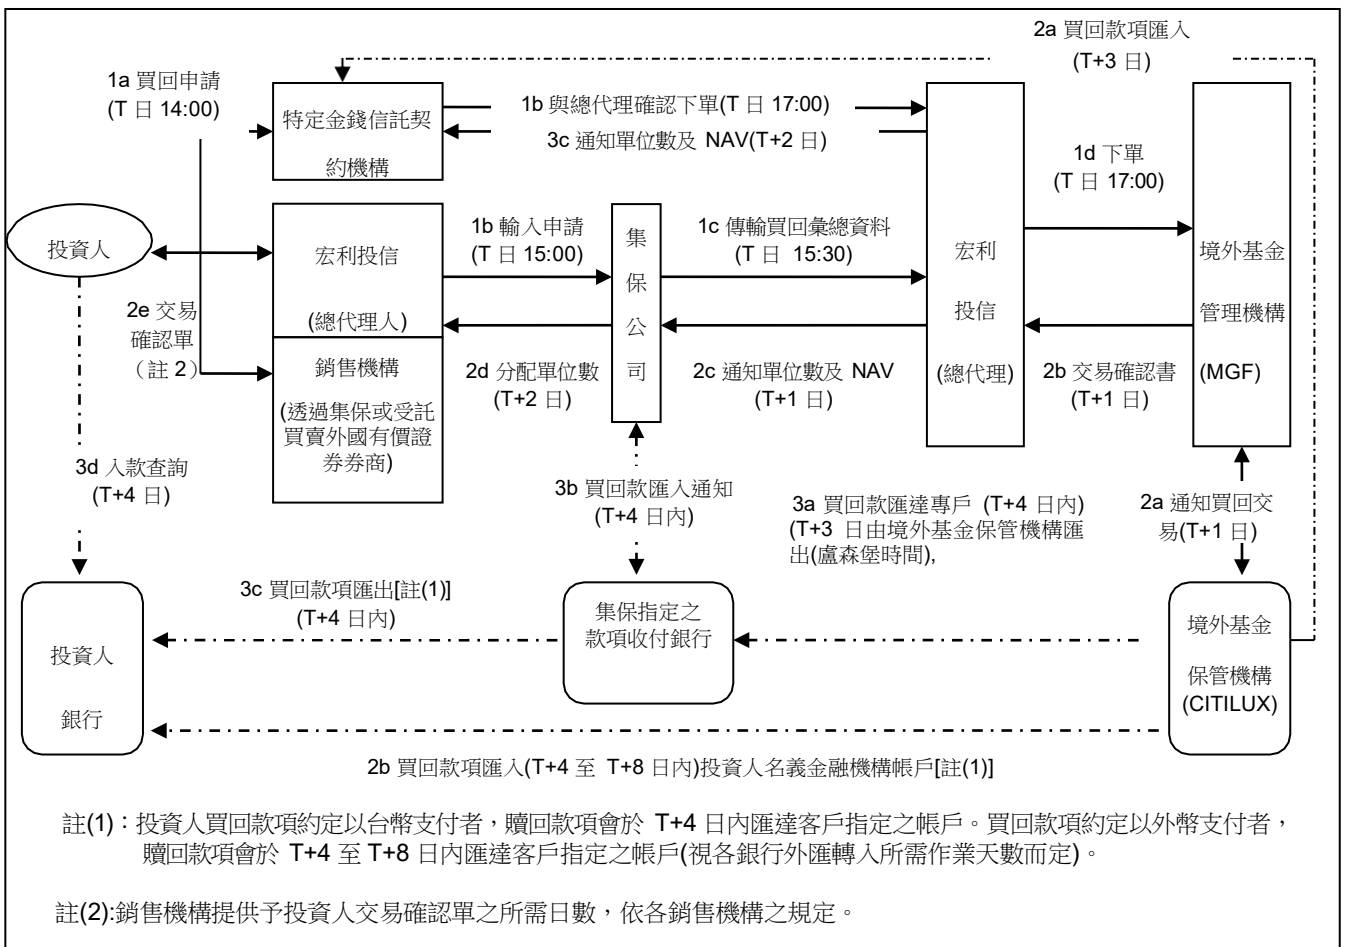 2a 買回款項匯入
(T+3 日)
1a 買回申請
(T 日 14:00)
特定金錢信託契
約機構
1b 與總代理確認下單(T 日 17:00)
3c 通知單位數及 NAV(T+2 日)
1d 下單
(T 日 17:00)
投資人
宏利投信
(總代理人)
1b 輸入申請
(T 日 15:00)
集
保
公
司
1c 傳輸買回彙總資料
(T 日 15:30)
宏利
投信
(總代理)
境外基金
管理機構
(MGF)
2e 交易
確認單
（註 2）
銷售機構
(透過集保或受託
買賣外國有價證
券券商)
2d 分配單位數
(T+2 日)
2c 通知單位數及 NAV
(T+1 日)
2b 交易確認書
(T+1 日)
3d 入款查詢
(T+4 日)
3b 買回款匯入通知
(T+4 日內)
3a 買回款匯達專戶 (T+4 日內)
(T+3 日由境外基金保管機構匯
出(盧森堡時間),
2a 通知買回交
易(T+1 日)
3c 買回款項匯出[註(1)]
(T+4 日內)
集保指定之
款項收付銀行
投資人
銀行
境外基金
保管機構
(CITILUX)
2b 買回款項匯入(T+4 至 T+8 日內)投資人名義金融機構帳戶[註(1)]
註(1)：投資人買回款項約定以台幣支付者，贖回款項會於 T+4 日內匯達客戶指定之帳戶。買回款項約定以外幣支付者，
贖回款項會於 T+4 至 T+8 日內匯達客戶指定之帳戶(視各銀行外匯轉入所需作業天數而定)。
註(2):銷售機構提供予投資人交易確認單之所需日數，依各銷售機構之規定。